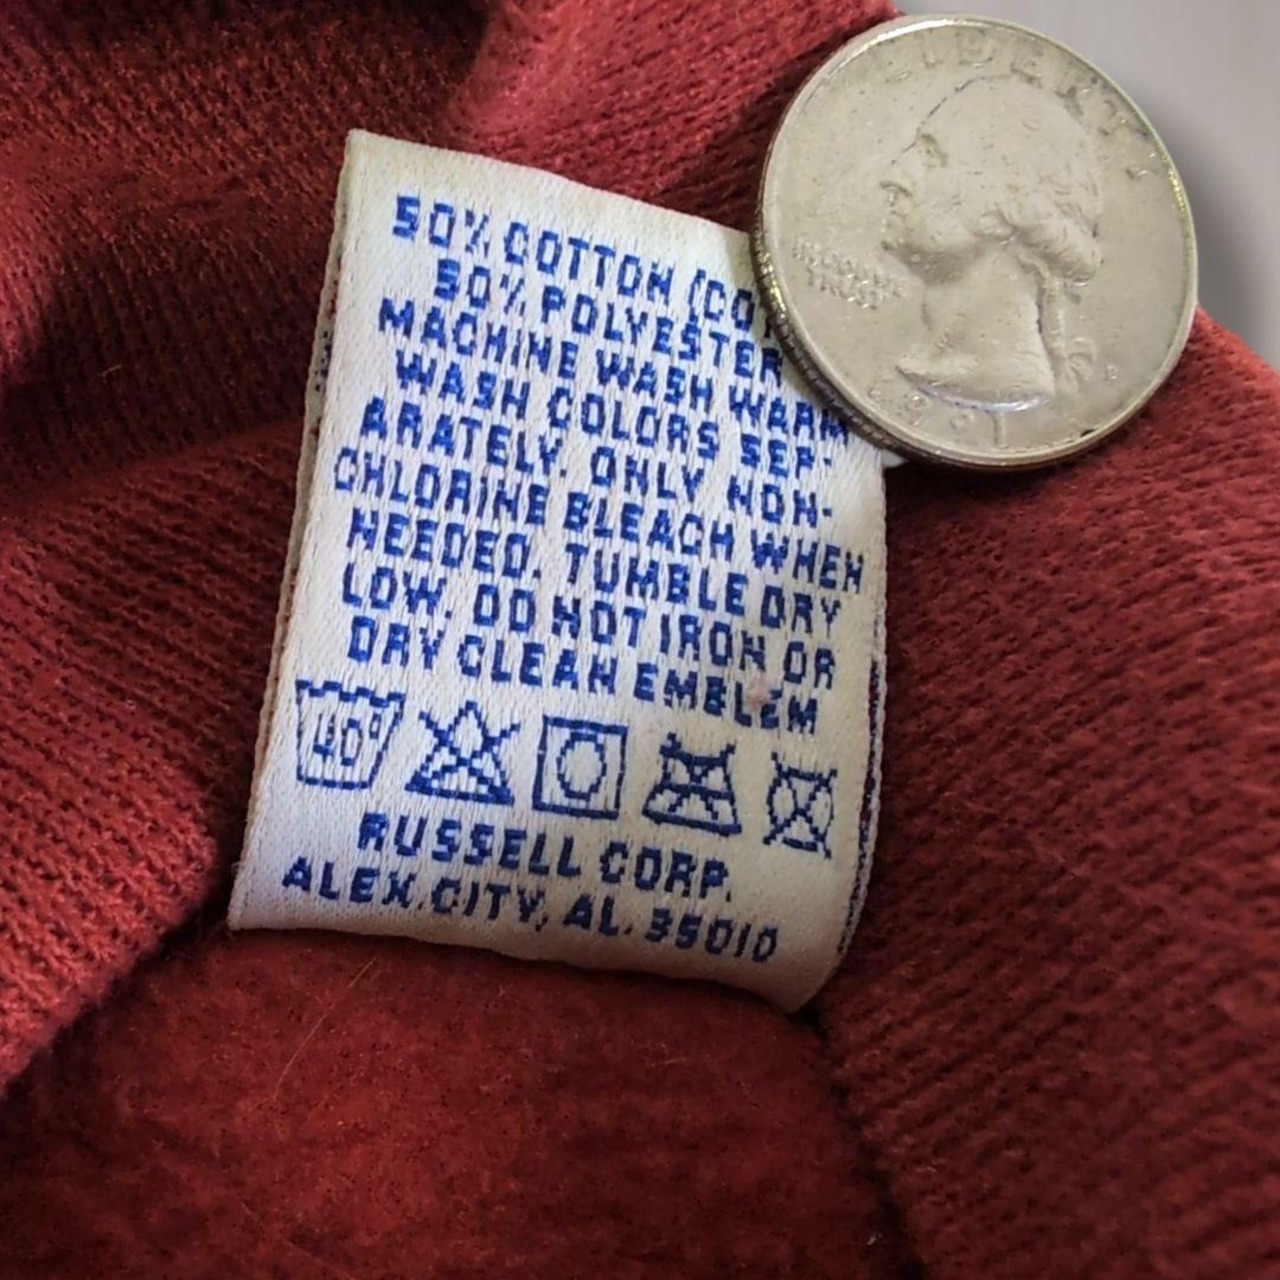 50% COTTON (CO
50% POLYESTER
MACHINE WASH WARM
WASH COLORS SEP-
ARATELY. ONLY NON-
CHLORINE BLEACH WHEN
NEEDED. TUMBLE DRY
LOW. DO NOT IRON OR
DRY CLEAN EMBLEM
40°
RUSSELL CORP.
ALEX. CITY, AL. 35010
LIBERTY
IN GOD WE
TRUST